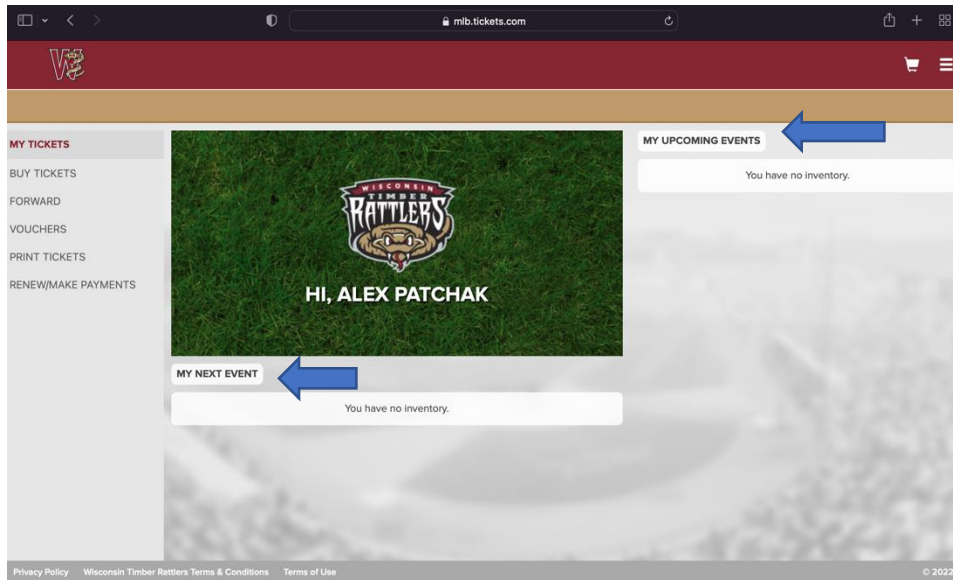 mlb.tickets.com
W
MY TICKETS
BUY TICKETS
FORWARD
VOUCHERS
PRINT TICKETS
RENEW/MAKE PAYMENTS
WISCONSIN
TIMBER
RATTLERS
HI, ALEX PATCHAK
MY NEXT EVENT
You have no inventory.
MY UPCOMING EVENTS
You have no inventory.
Privacy Policy Wisconsin Timber Rattlers Terms & Conditions Terms of Use © 2022